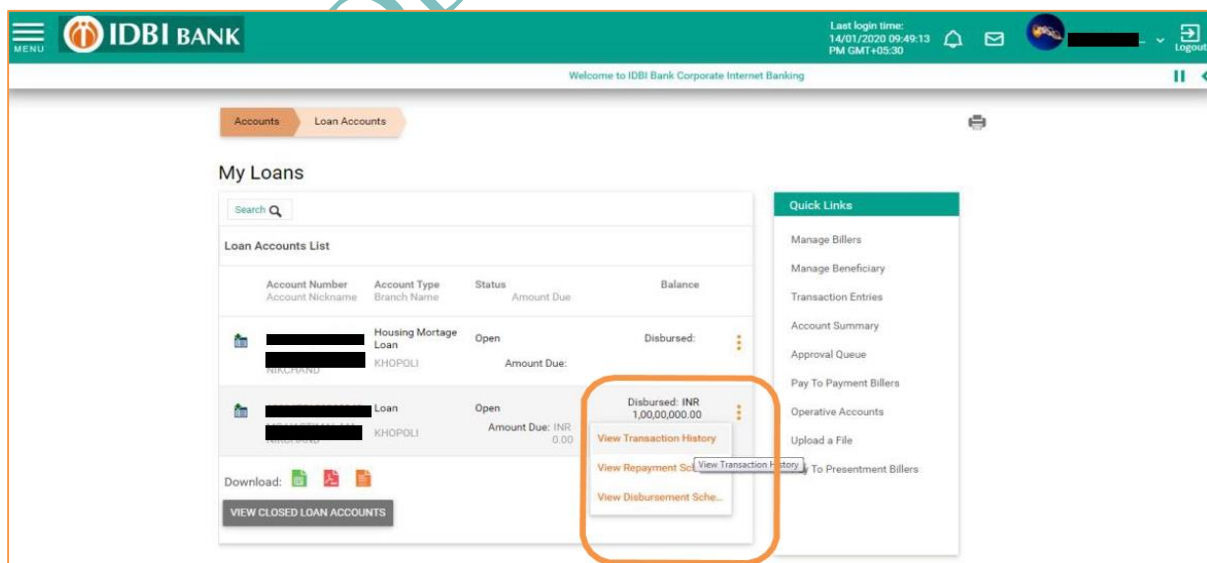 MENU
IDBI BANK
Last login time:
14/01/2020 09:49:13
PM GMT+05:30
Logout
Welcome to IDBI Bank Corporate Internet Banking
Accounts
Loan Accounts
My Loans
Search
Loan Accounts List
Account Number Account Type Status Balance
Account Nickname Branch Name Amount Due
Housing Mortage
Loan
Open Disbursed:
KHOPOLI Amount Due:
Loan Open Disbursed: INR
1,00,00,000.00
KHOPOLI Amount Due: INR
0.00
View Transaction History
View Repayment
View Transaction History
View Disbursement Sche...
Download:
VIEW CLOSED LOAN ACCOUNTS
Quick Links
Manage Billers
Manage Beneficiary
Transaction Entries
Account Summary
Approval Queue
Pay To Payment Billers
Operative Accounts
Upload a File
To Presentment Billers